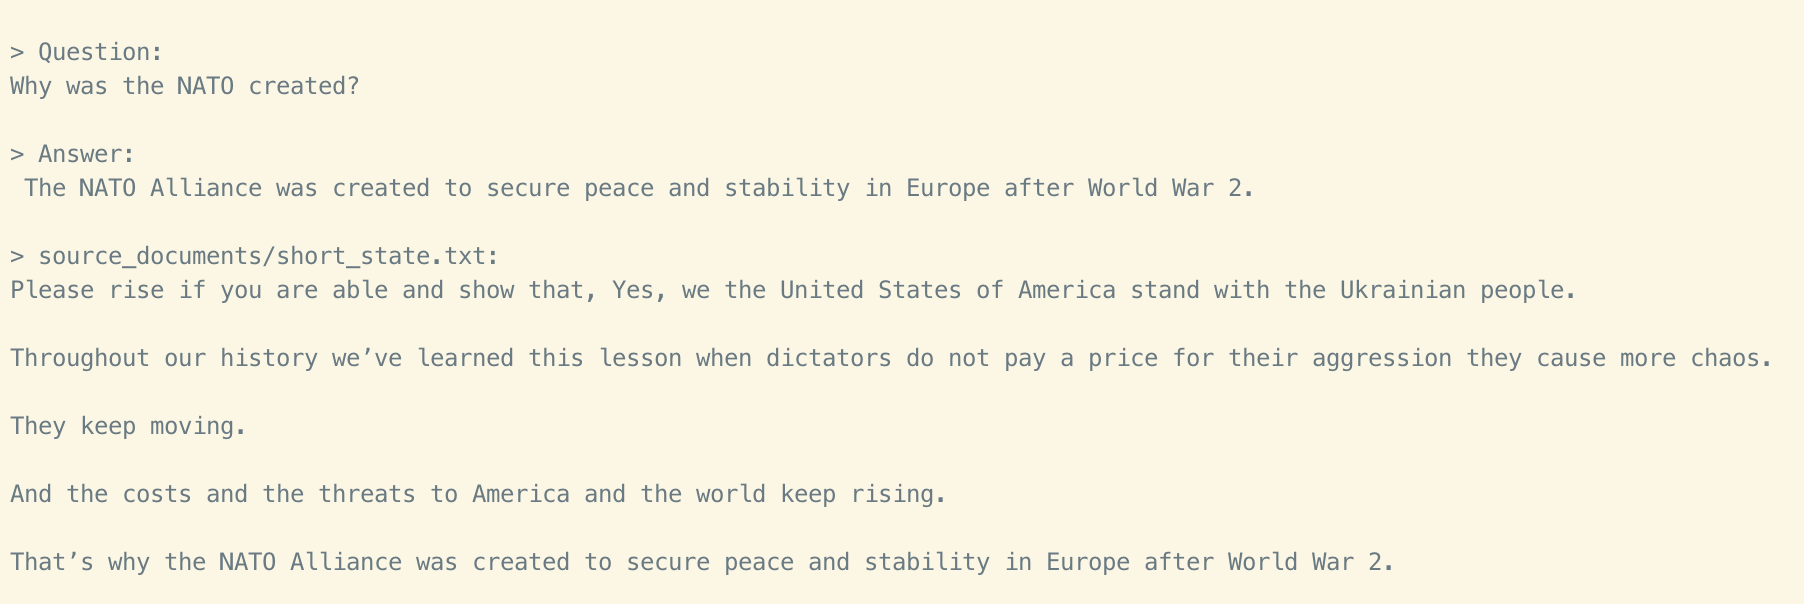 > Question:
Why was the NATO created?
> Answer:
The NATO Alliance was created to secure peace and stability in Europe after World War 2.
> source_documents/short_state.txt:
Please rise if you are able and show that, Yes, we the United States of America stand with the Ukrainian people.
Throughout our history we’ve learned this lesson when dictators do not pay a price for their aggression they cause more chaos.
They keep moving.
And the costs and the threats to America and the world keep rising.
That’s why the NATO Alliance was created to secure peace and stability in Europe after World War 2.